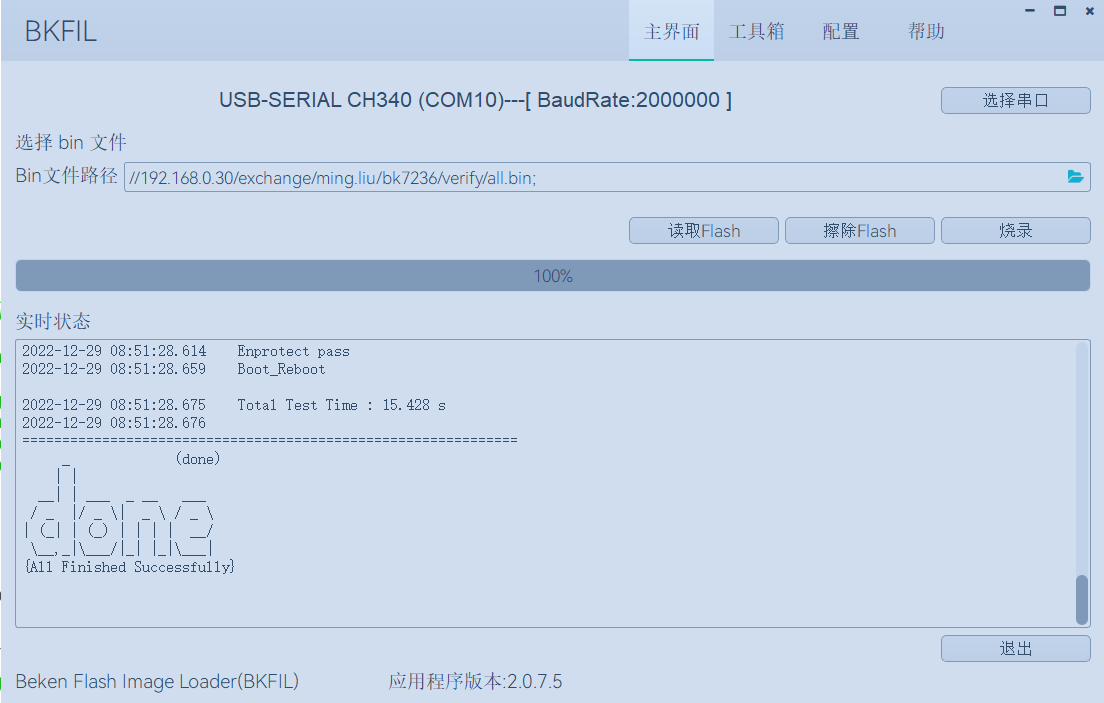 BKFIL
主界面 工具箱 配置 帮助
USB-SERIAL CH340 (COM10)---[ BaudRate:2000000 ]
选择串口
选择 bin 文件
Bin文件路径 //192.168.0.30/exchange/ming.liu/bk7236/verify/all.bin;
读取Flash 擦除Flash 烧录
100%
实时状态
2022-12-29 08:51:28.614 Enprotect pass
2022-12-29 08:51:28.659 Boot_Reboot
2022-12-29 08:51:28.675 Total Test Time : 15.428 s
2022-12-29 08:51:28.676
==============================================================
(done)
done
{All Finished Successfully}
退出
Beken Flash Image Loader(BKFIL) 应用程序版本:2.0.7.5